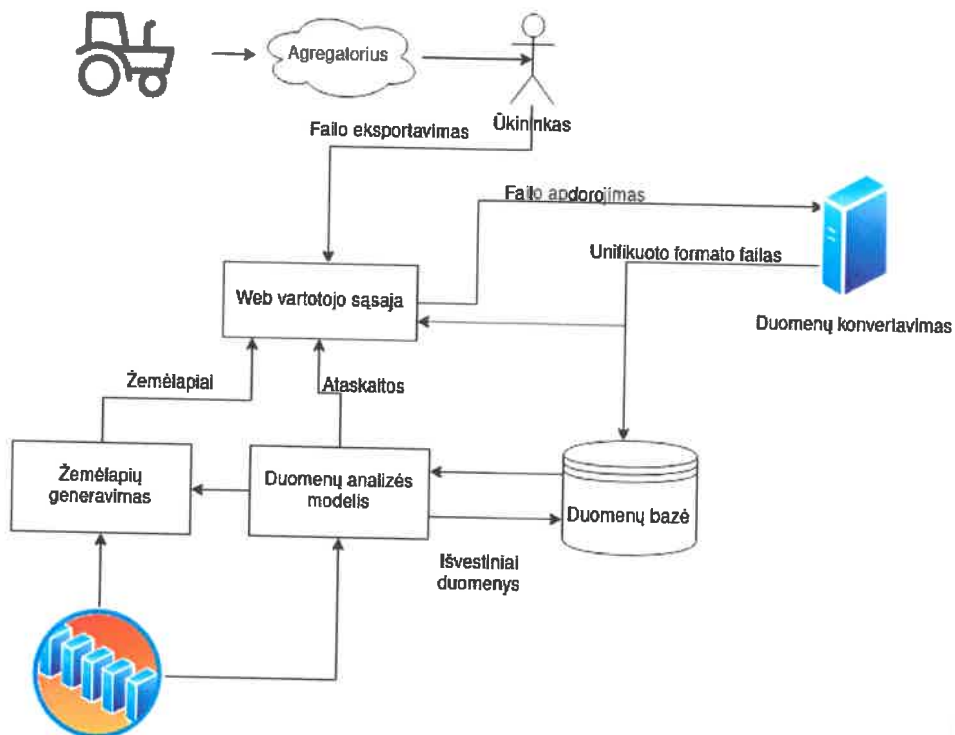 Agregatorius
Ūkininkas
Failo eksportavimas
Failo apdorojimas
Unifikuoto formato failas
Web vartotojo sąsaja
Duomenų konvertavimas
Žemėlapiai
Ataskaitos
Žemėlapių
generavimas
Duomenų analizės
modelis
Duomenų bazė
Išvestiniai
duomenys